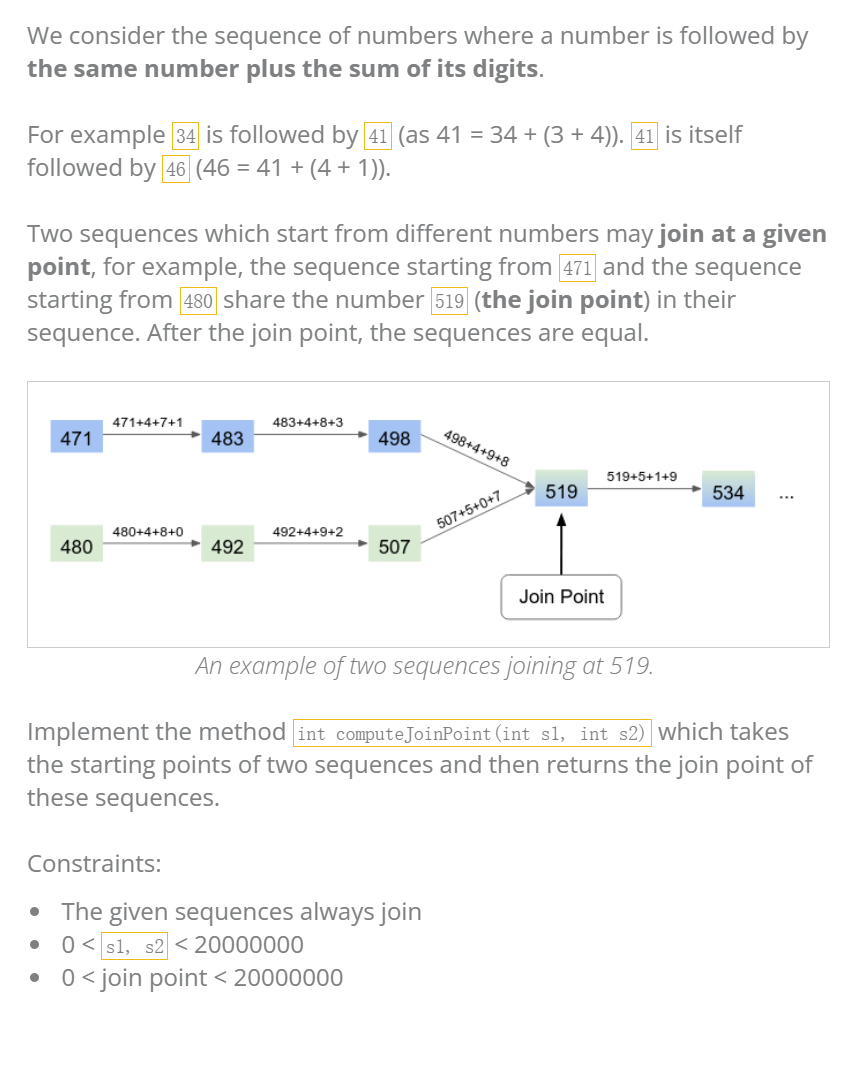 We consider the sequence of numbers where a number is followed by
the same number plus the sum of its digits.
For example 34 is followed by 41 (as 41 = 34 + (3 + 4)). 41 is itself
followed by 46 (46 = 41 + (4 + 1)).
Two sequences which start from different numbers may join at a given
point, for example, the sequence starting from 471 and the sequence
starting from 480 share the number 519 (the join point) in their
sequence. After the join point, the sequences are equal.
471 471+4+7+1 483 483+4+8+3 498 498+4+9+8
519 519+5+1+9 534 ...
480 480+4+8+0 492 492+4+9+2 507 507+5+0+7
Join Point
An example of two sequences joining at 519.
Implement the method int computeJoinPoint(int s1, int s2) which takes
the starting points of two sequences and then returns the join point of
these sequences.
Constraints:
• The given sequences always join
• 0 < s1, s2 < 20000000
• 0 < join point < 20000000